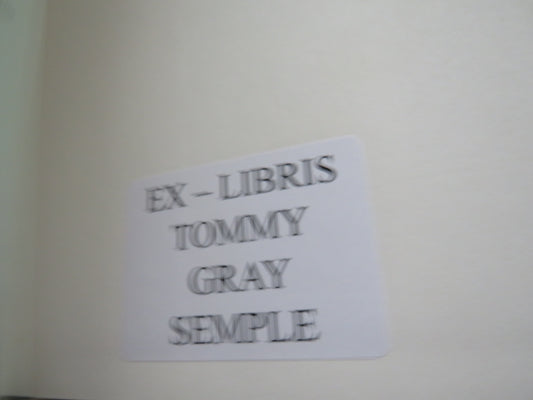 EX – LIBRIS
TOMMY
GRAY
SEMPLE